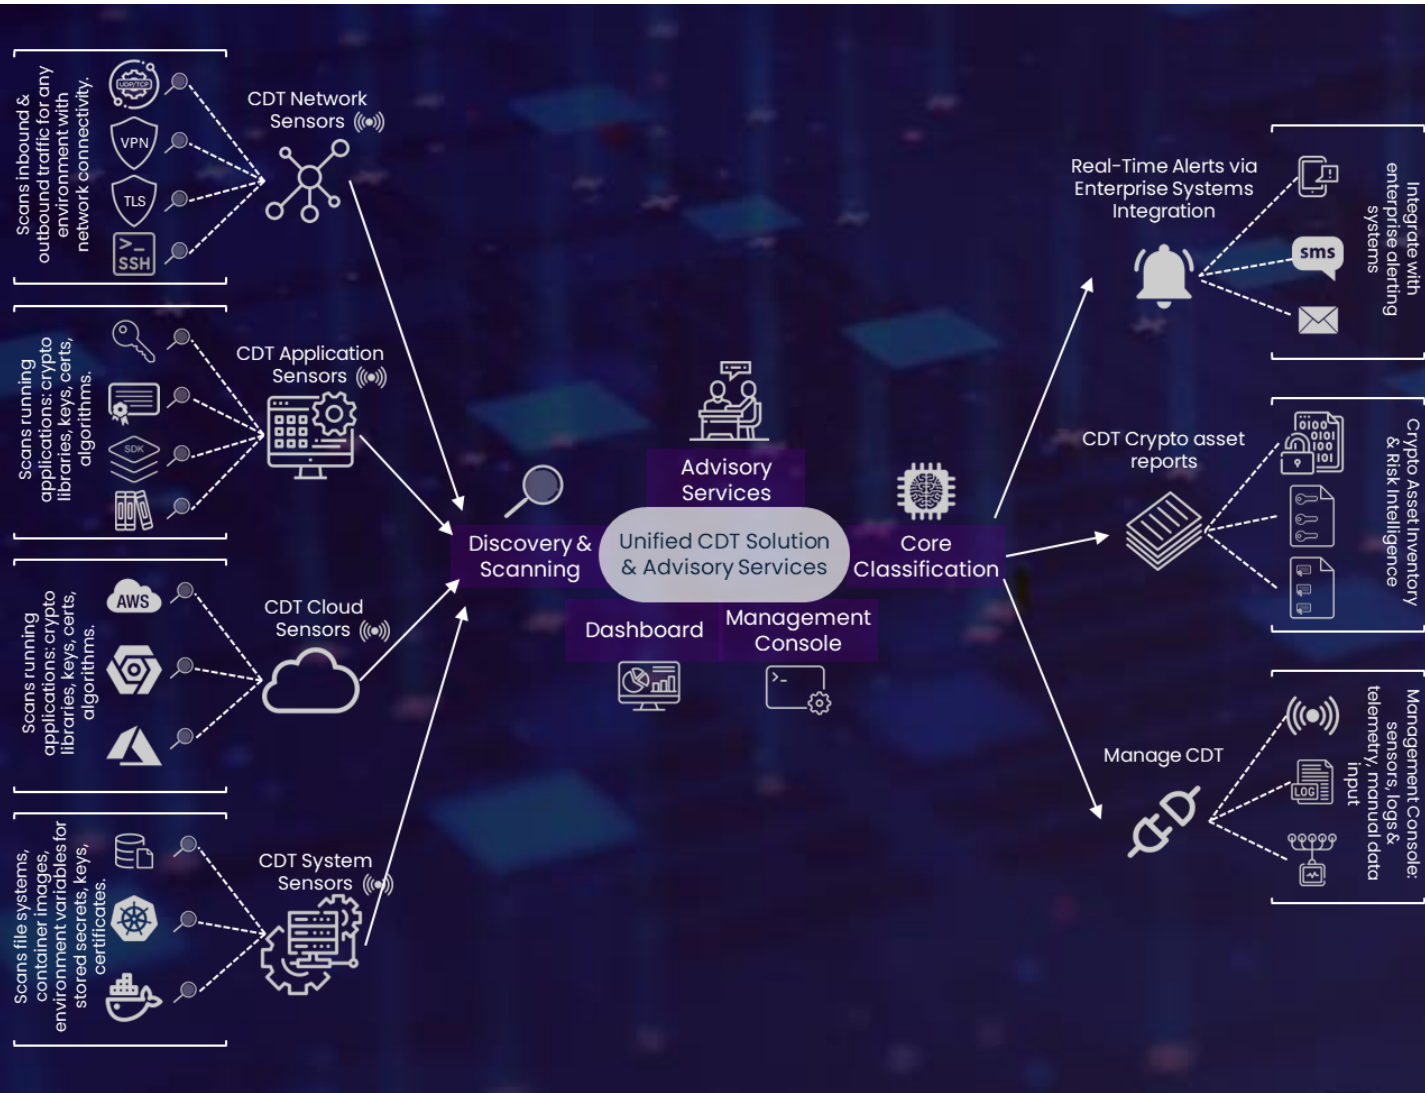 Scans inbound &
outbound traffic for any
environment with
network connectivity.
UDP/TCP
VPN
TLS
>_
SSH
CDT Network
Sensors
Scans running
applications: crypto
libraries, keys, certs,
algorithms.
SDK
CDT Application
Sensors
Scans running
applications: crypto
libraries, keys, certs,
algorithms.
AWS
CDT Cloud
Sensors
Scans file systems,
container images,
environment variables for
stored secrets, keys,
certificates.
CDT System
Sensors
Discovery &
Scanning
Advisory
Services
Unified CDT Solution
& Advisory Services
Core
Classification
Dashboard
Management
Console
>_
Real-Time Alerts via
Enterprise Systems
Integration
sms
Integrate with
enterprise alerting
systems
CDT Crypto asset
reports
0100
0101
101
Crypto Asset Inventory
& Risk Intelligence
Manage CDT
LOG
Management Console:
sensors, logs &
telemetry, manual data
input